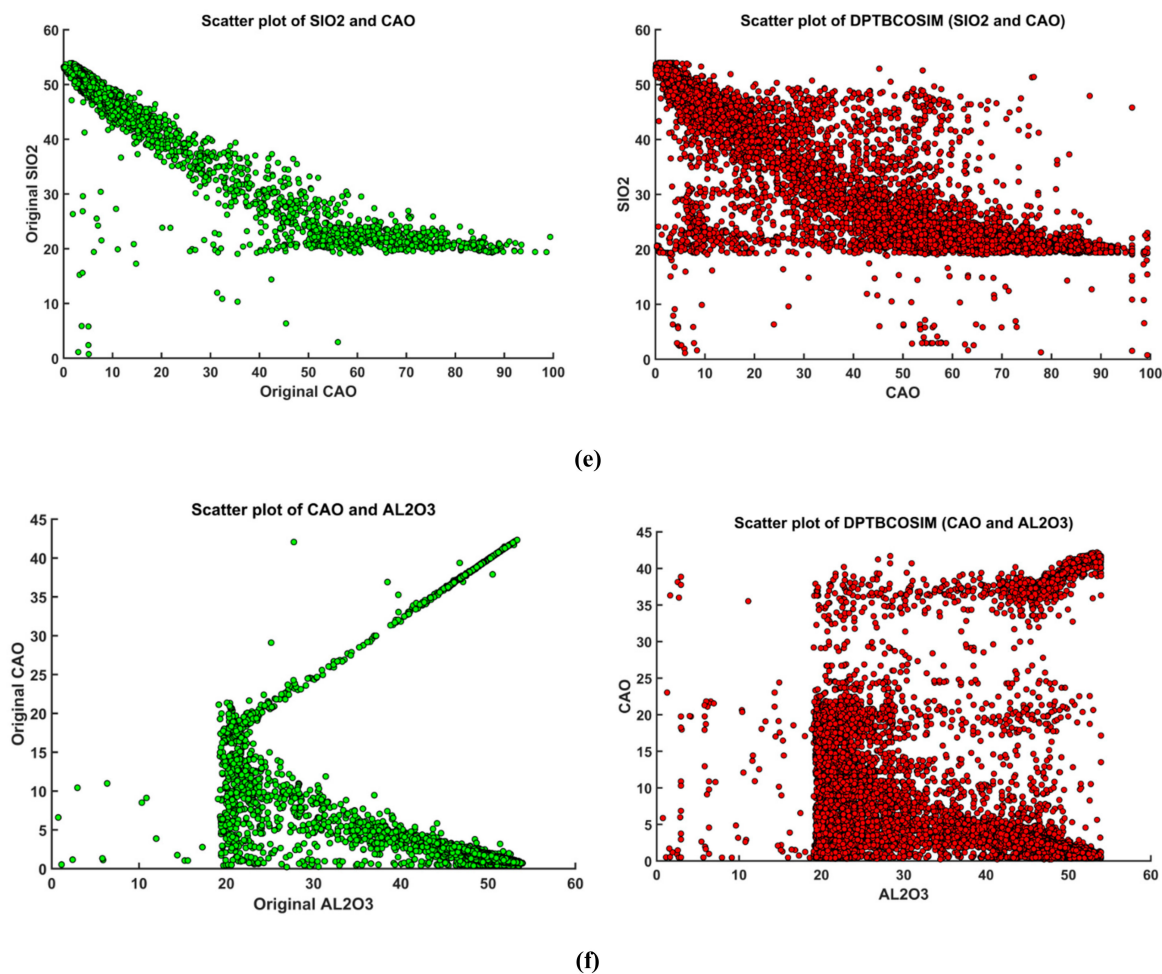 Scatter plot of SIO2 and CAO
Original SIO2
60
50
40
30
20
10
0
0 10 20 30 40 50 60 70 80 90 100
Original CAO
Scatter plot of DPTBCOSIM (SIO2 and CAO)
SIO2
60
50
40
30
20
10
0
0 10 20 30 40 50 60 70 80 90 100
CAO
(e)
Scatter plot of CAO and AL2O3
Original CAO
45
40
35
30
25
20
15
10
5
0
0 10 20 30 40 50 60
Original AL2O3
Scatter plot of DPTBCOSIM (CAO and AL2O3)
CAO
45
40
35
30
25
20
15
10
5
0
0 10 20 30 40 50 60
AL2O3
(f)